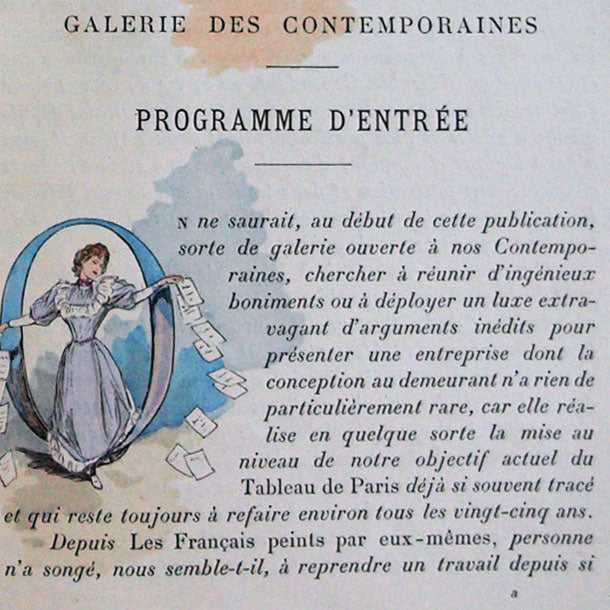 GALERIE DES CONTEMPORAINES
PROGRAMME D'ENTRÉE
ON ne saurait, au début de cette publication,
sorte de galerie ouverte à nos Contempo-
raines, chercher à réunir d'ingénieux
boniments ou à déployer un luxe extra-
vagant d'arguments inédits pour
présenter une entreprise dont la
conception au demeurant n'a rien de
particulièrement rare, car elle réa-
lise en quelque sorte la mise au
niveau de notre objectif actuel du
Tableau de Paris déjà si souvent tracé
et qui reste toujours à refaire environ tous les vingt-cinq ans.
Depuis Les Français peints par eux-mêmes, personne
n'a songé, nous semble-t-il, à reprendre un travail depuis si
a